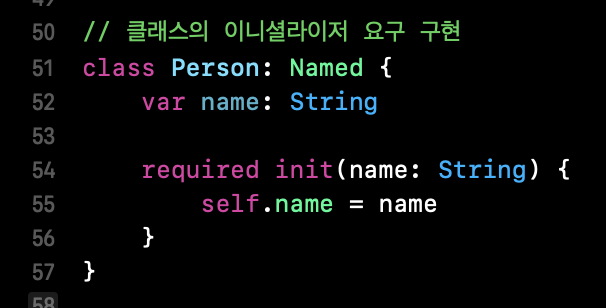 50 // 클래스의 이니셜라이저 요구 구현
51 class Person: Named {
52     var name: String
53
54     required init(name: String) {
55         self.name = name
56     }
57 }
58